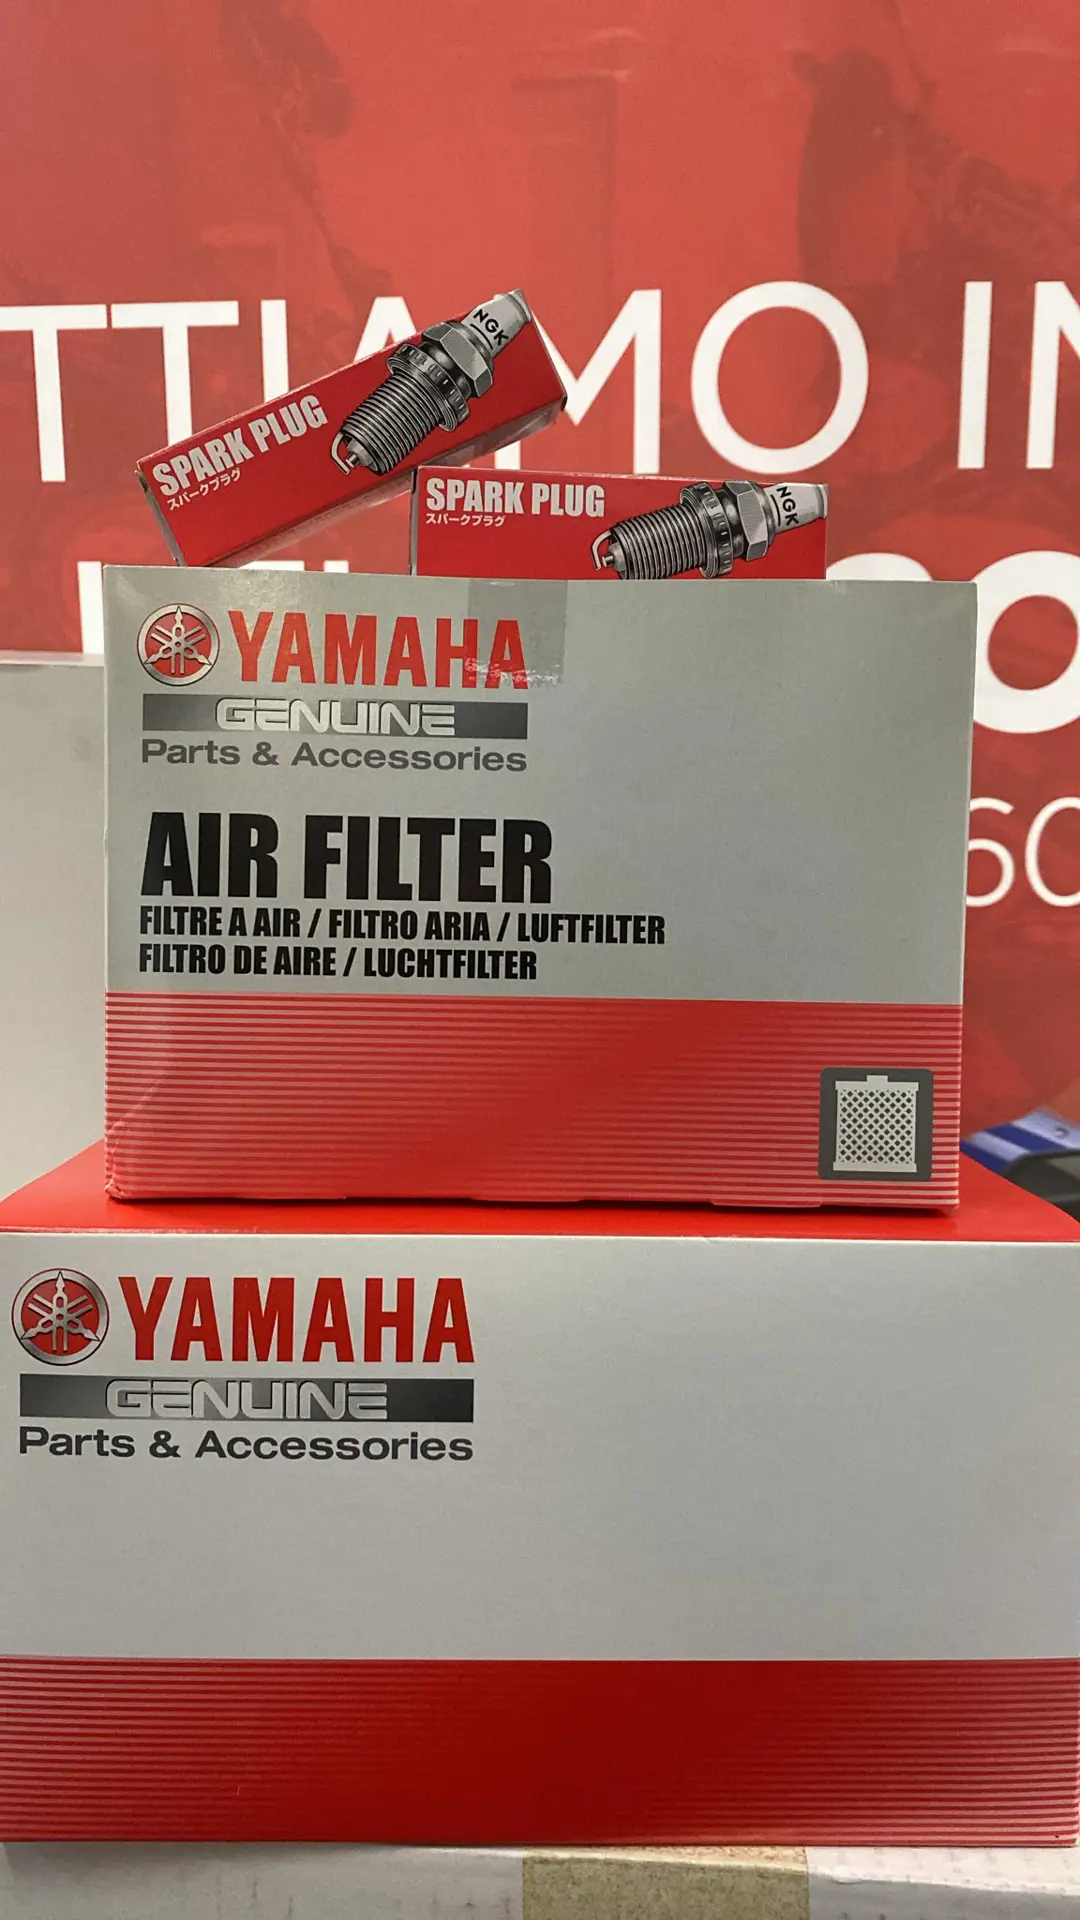 TTIAMO IN
NGK
SPARK PLUG
スパークプラグ
SPARK PLUG
スパークプラグ
NGK
YAMAHA
GENUINE
Parts & Accessories
AIR FILTER
FILTRE A AIR / FILTRO ARIA / LUFTFILTER
FILTRO DE AIRE / LUCHTFILTER
60
YAMAHA
GENUINE
Parts & Accessories